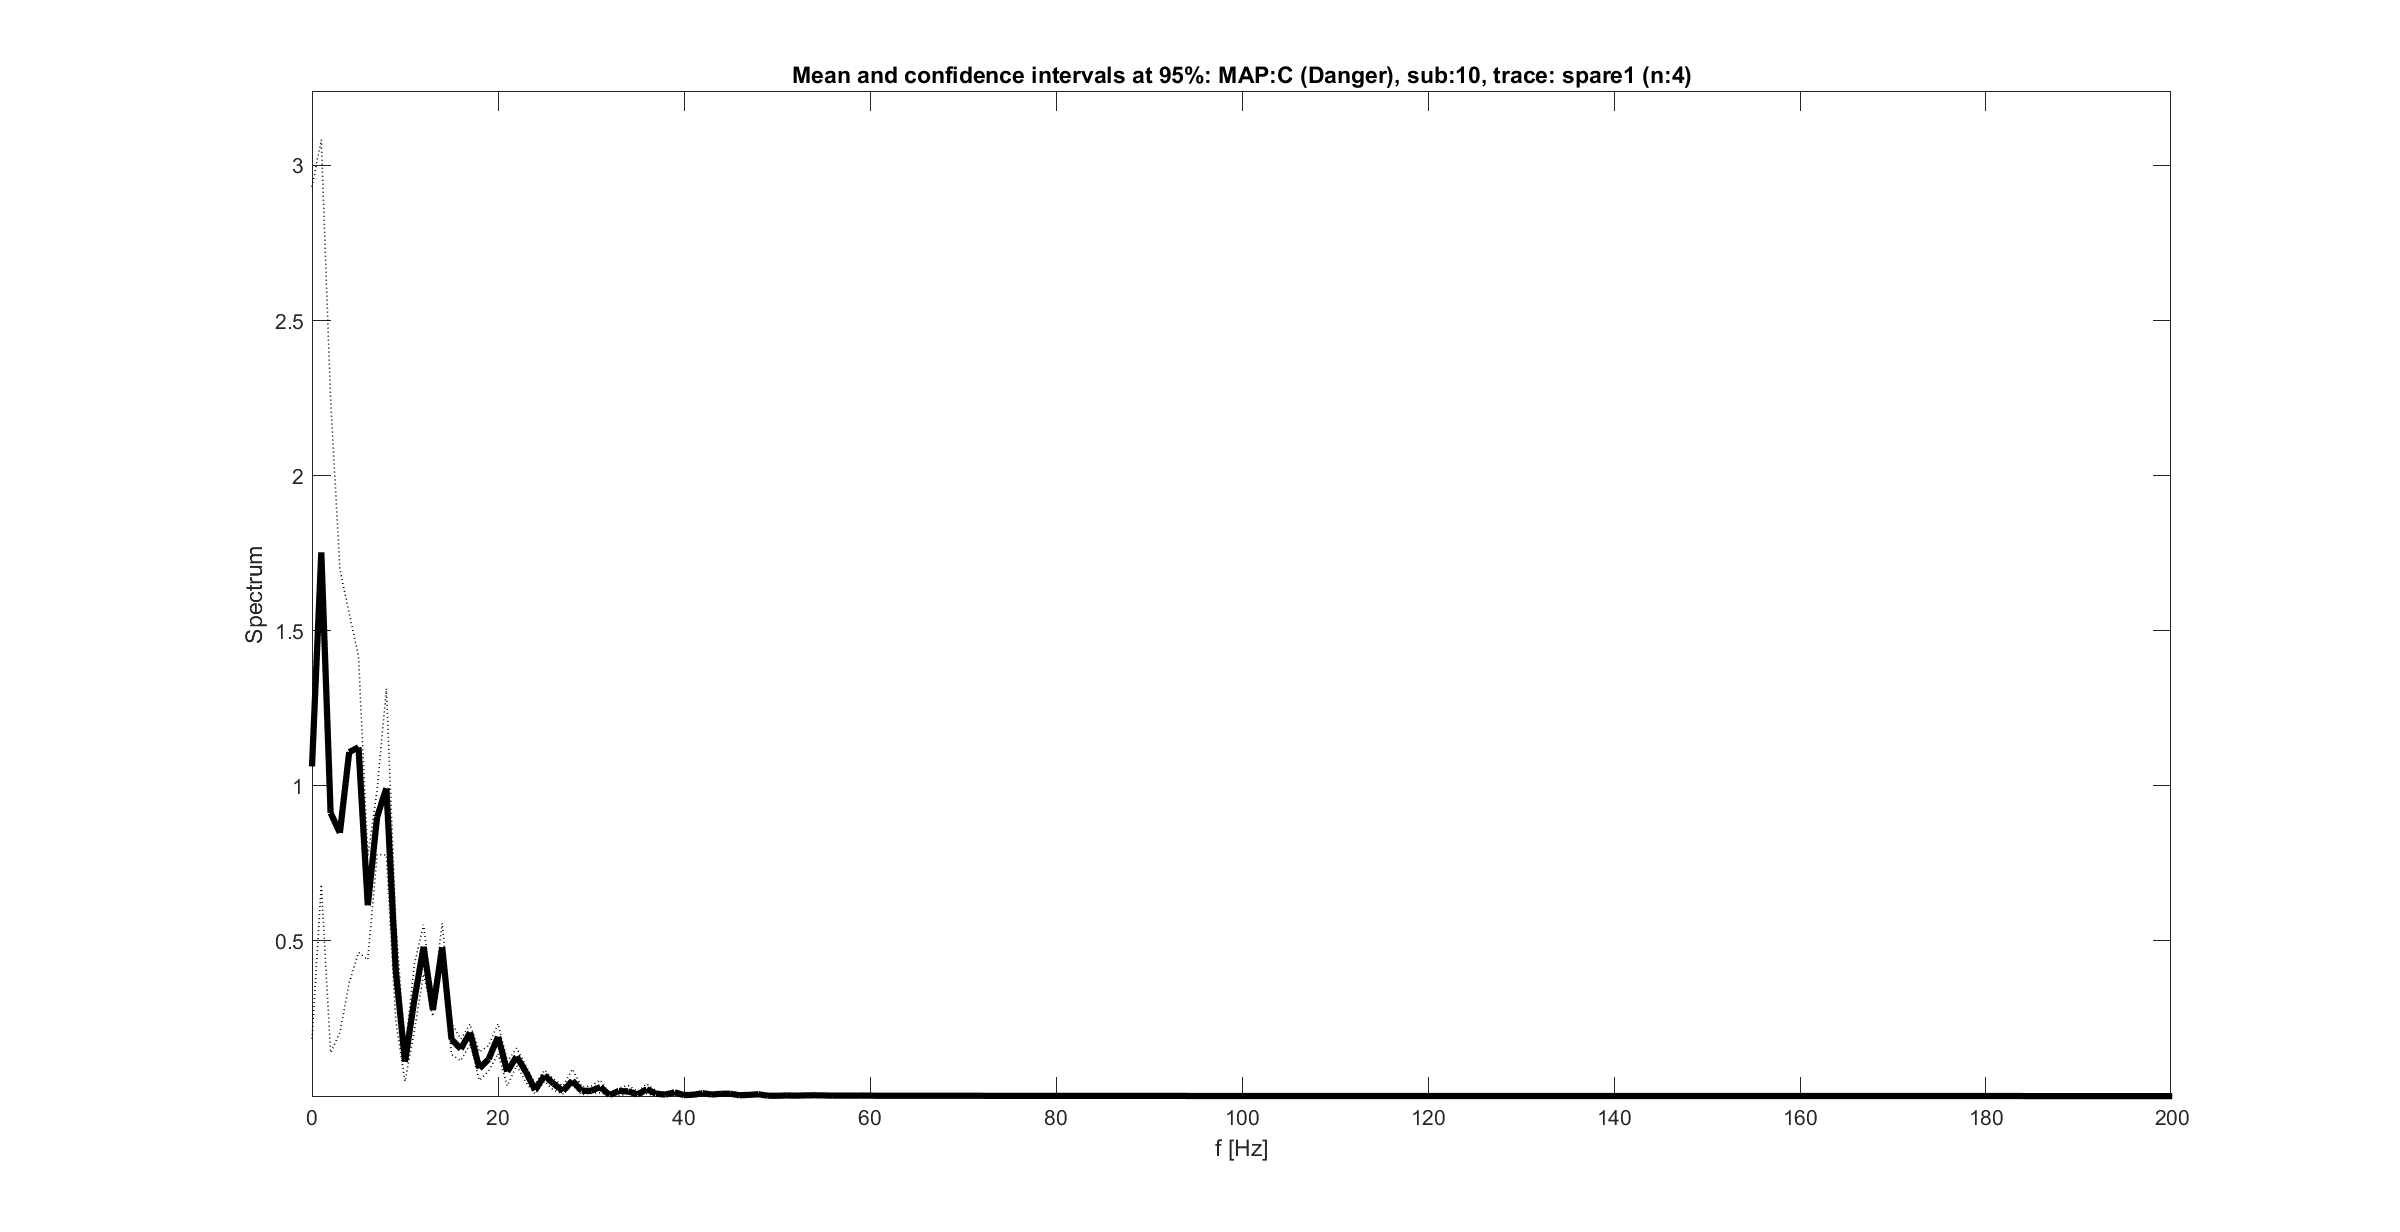 Mean and confidence intervals at 95%: MAP:C (Danger), sub:10, trace: spare1 (n:4)
3
2.5
2
1.5
1
0.5
Spectrum
0 20 40 60 80 100 120 140 160 180 200
f [Hz]